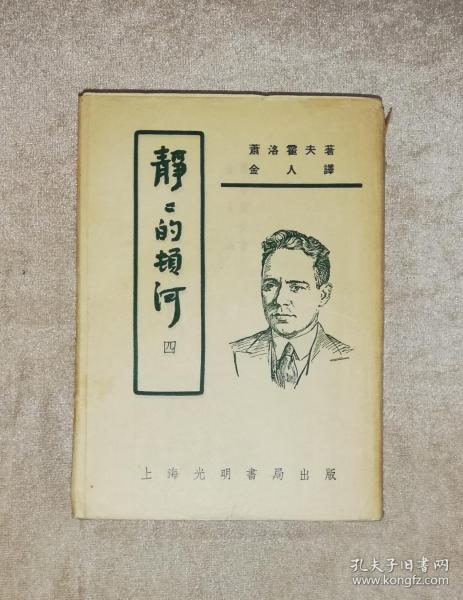 蕭洛霍夫著
金人譯
靜〻的頓河
四
上海光明書局出版
孔夫子旧书网
www.kongfz.com